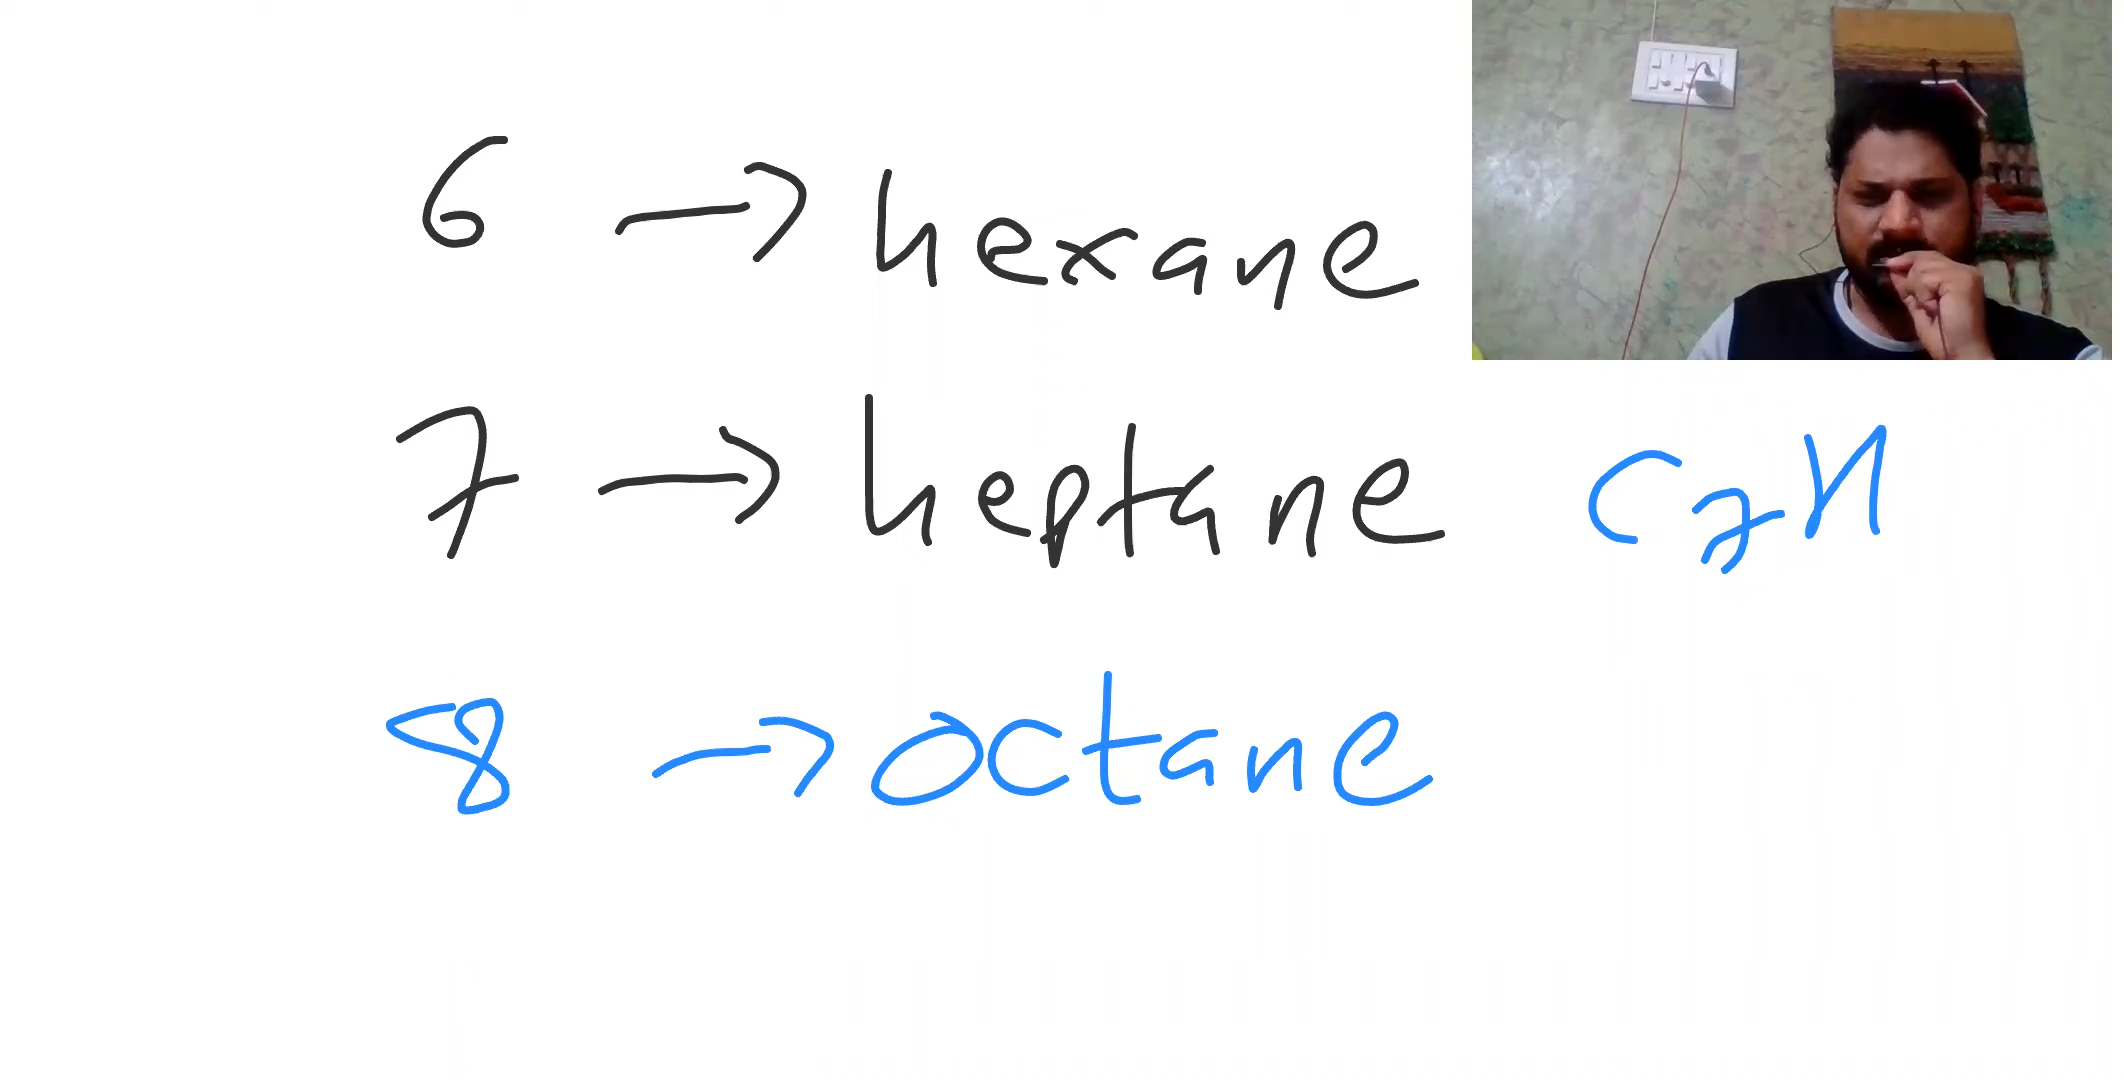 6 → hexane
7 → heptane C7H
8 → octane